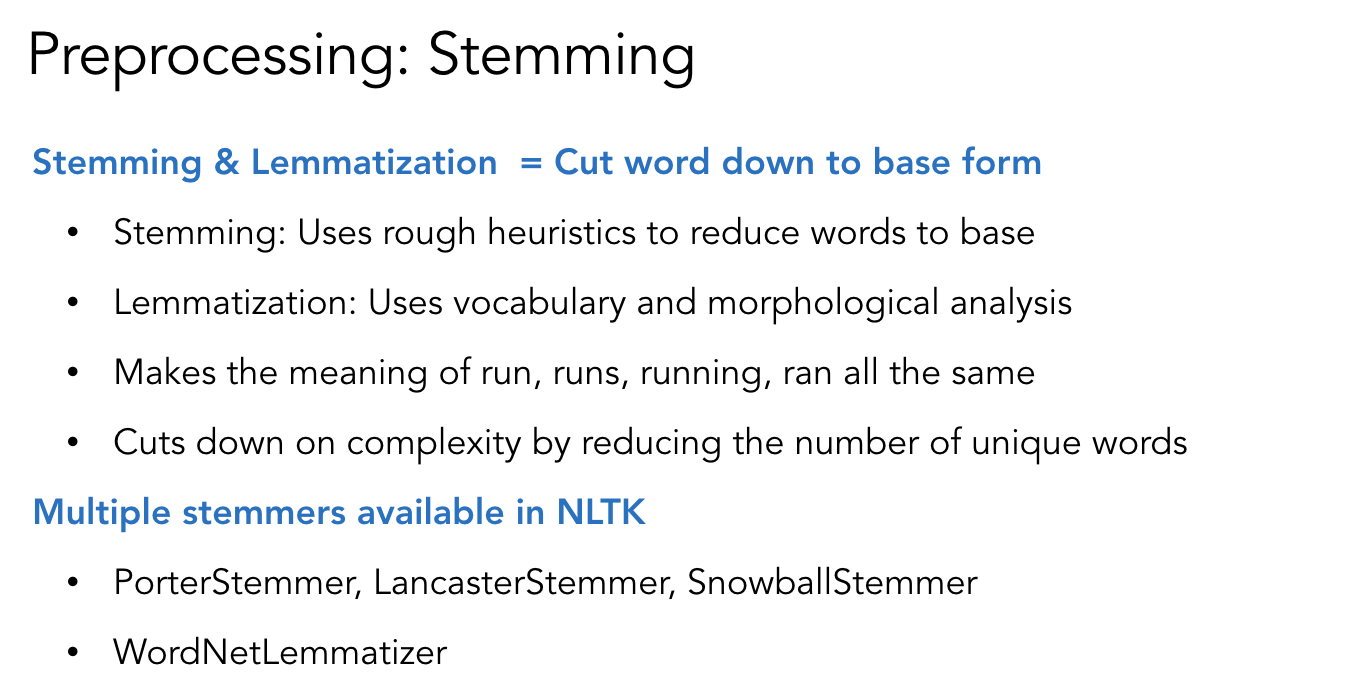 Preprocessing: Stemming
Stemming & Lemmatization = Cut word down to base form
• Stemming: Uses rough heuristics to reduce words to base
• Lemmatization: Uses vocabulary and morphological analysis
• Makes the meaning of run, runs, running, ran all the same
• Cuts down on complexity by reducing the number of unique words
Multiple stemmers available in NLTK
• PorterStemmer, LancasterStemmer, SnowballStemmer
• WordNetLemmatizer